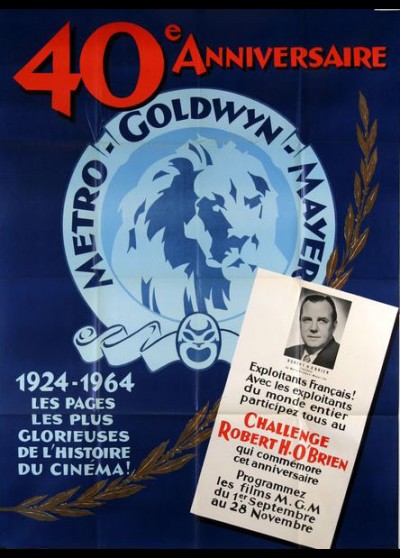 40e ANNIVERSAIRE
METRO-GOLDWYN-MAYER
1924-1964
LES PAGES
LES PLUS
GLORIEUSES
DE L'HISTOIRE
DU CINÉMA!
Exploitants Français!
Avec les exploitants
du monde entier
participez tous au
CHALLENGE
ROBERT H. O'BRIEN
qui commémore
cet anniversaire
Programmez
les films M.G.M
du 1er Septembre
au 28 Novembre